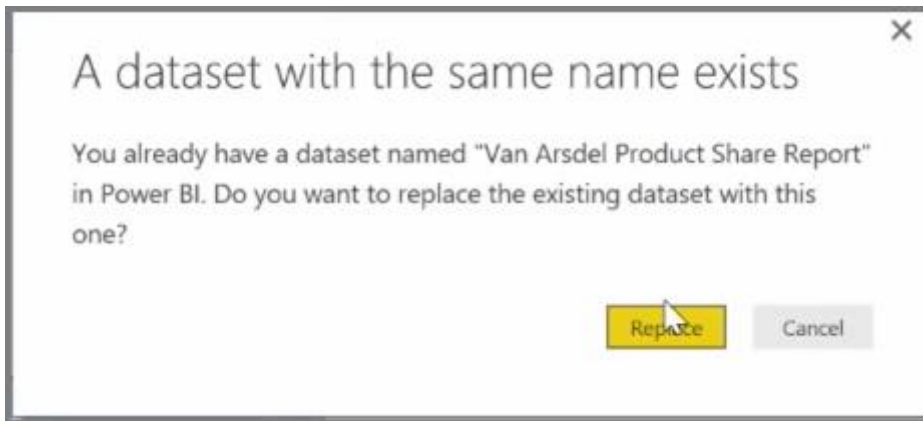 A dataset with the same name exists
You already have a dataset named "Van Arsdel Product Share Report"
in Power BI. Do you want to replace the existing dataset with this
one?
Replace
Cancel